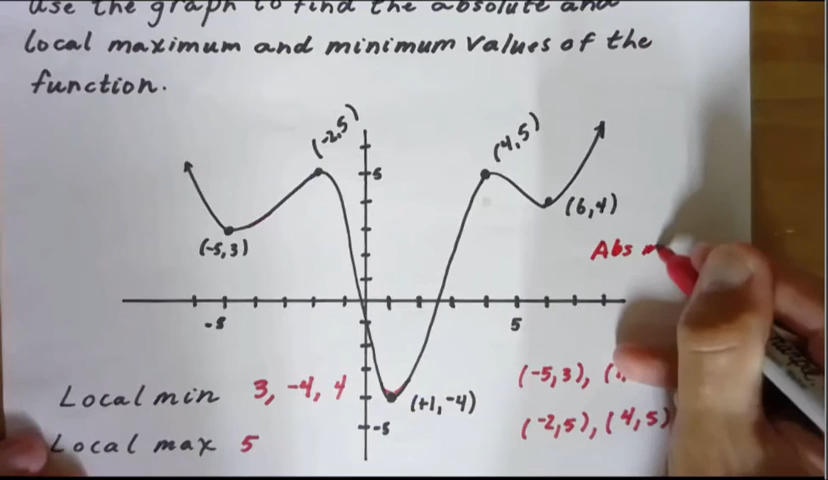 use the graph to find the absolute and
local maximum and minimum values of the
function.
(-2,5)
(4,5)
5
(6,4)
(-5,3)
Abs
-5
5
Local min 3, -4, 4
(+1,-4)
(-5,3), (
-5
(-2,5), (4,5)
Local max 5